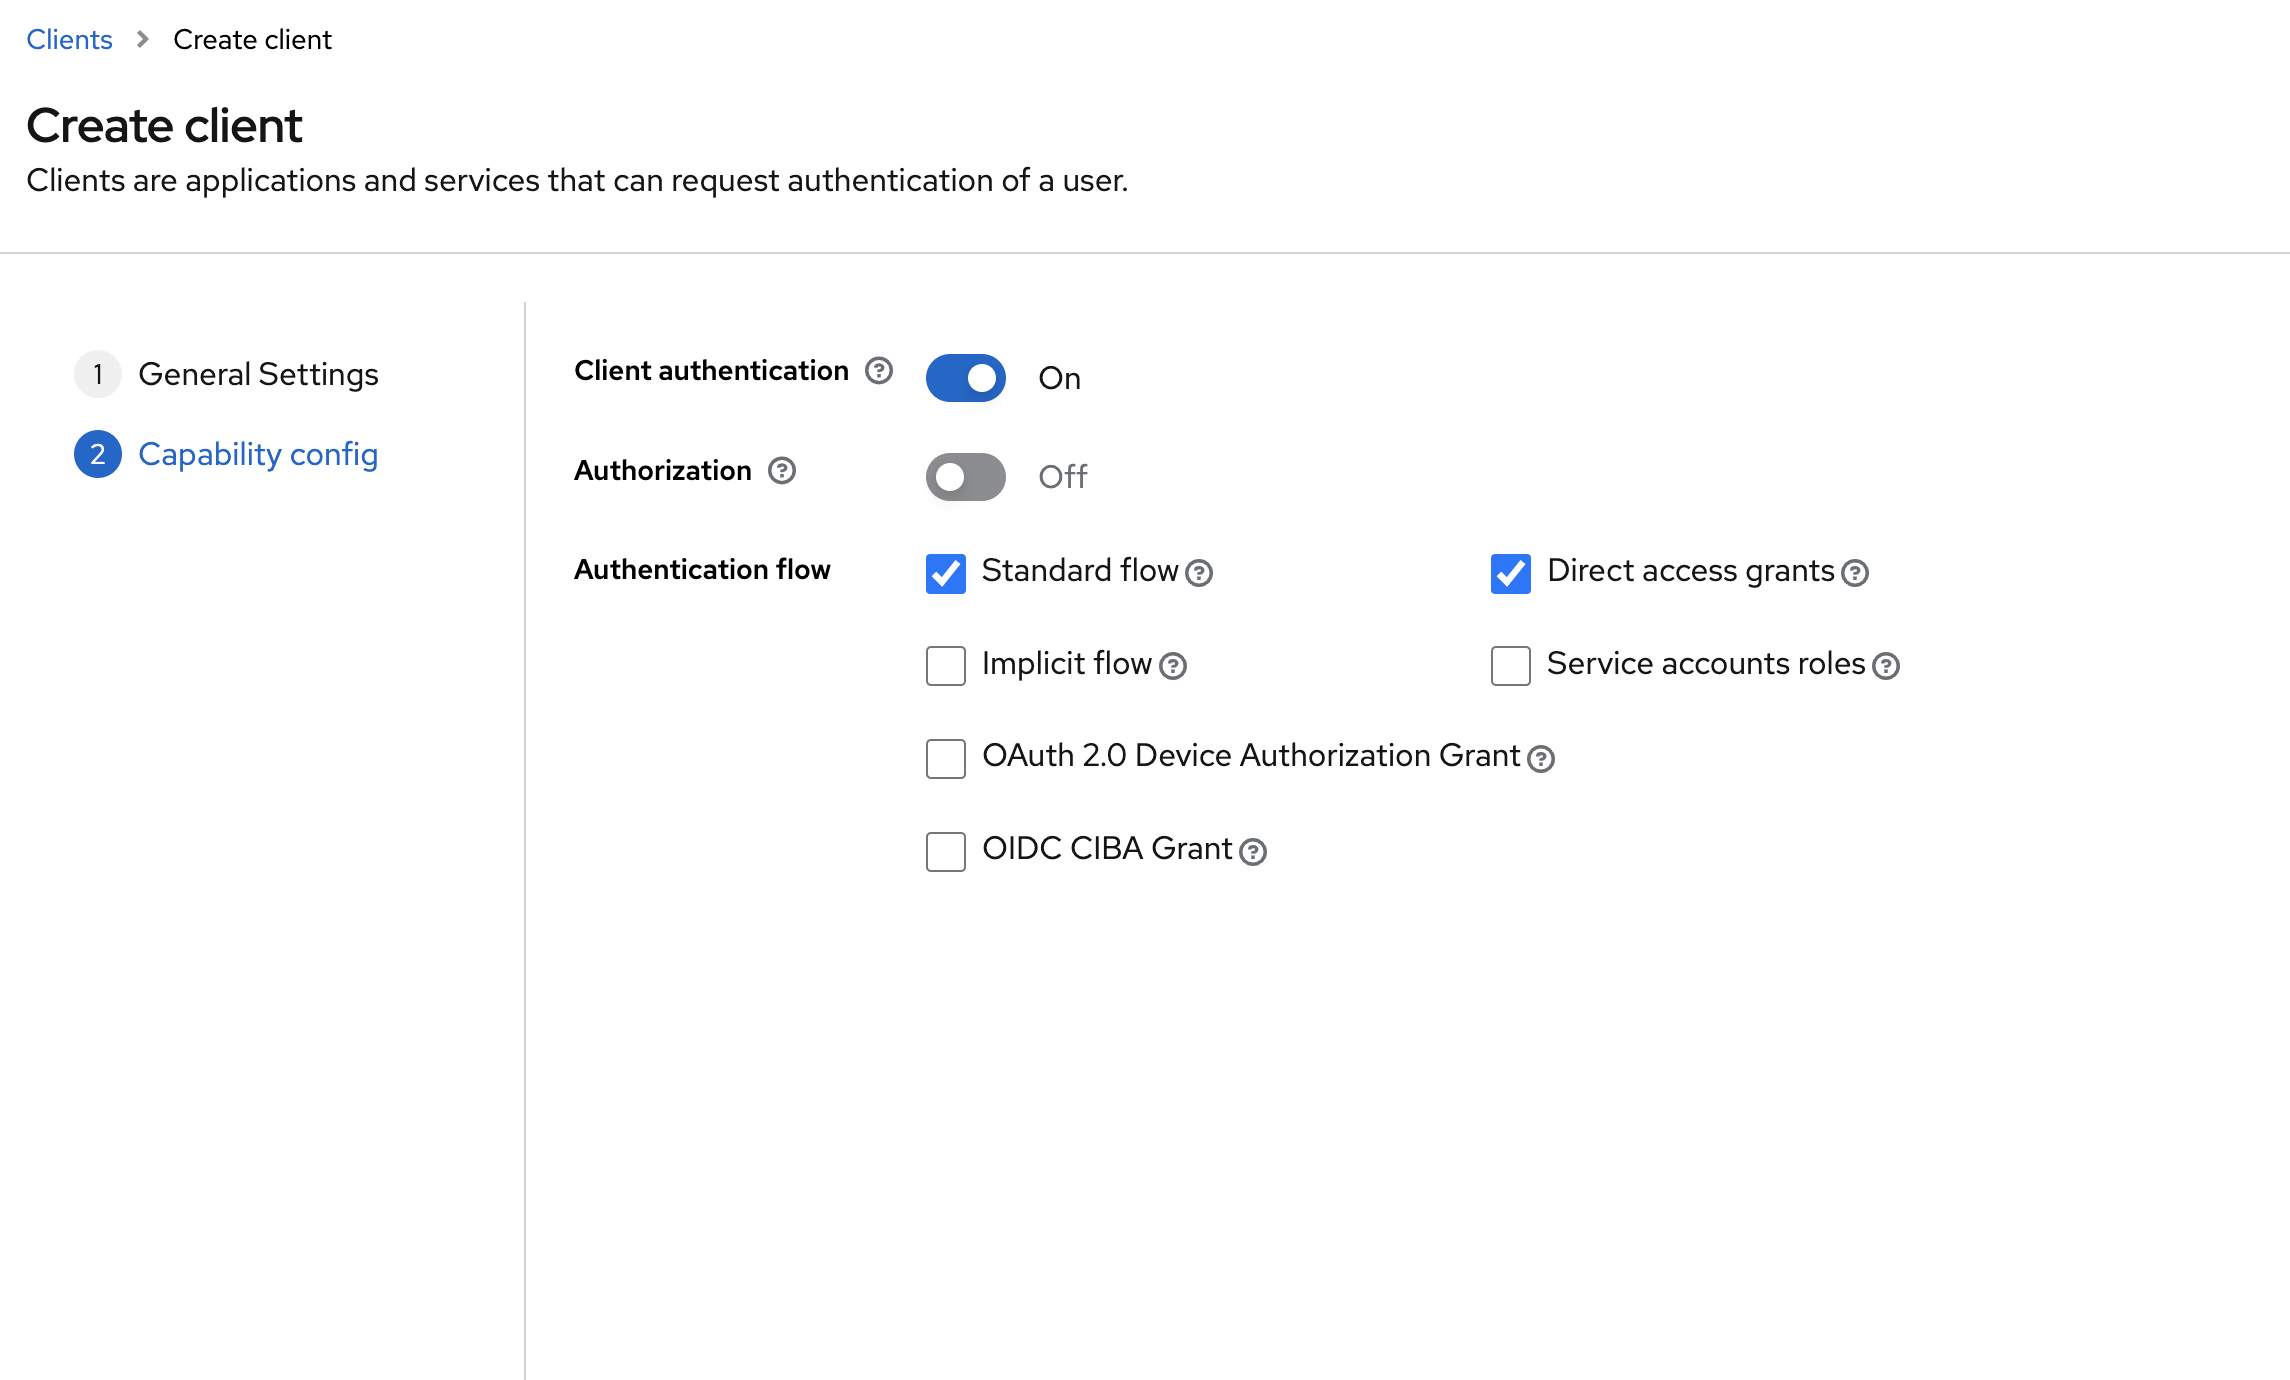 Clients > Create client
Create client
Clients are applications and services that can request authentication of a user.
1 General Settings
2 Capability config
Client authentication ? On
Authorization ? Off
Authentication flow
Standard flow ? Direct access grants ?
Implicit flow ? Service accounts roles ?
OAuth 2.0 Device Authorization Grant ?
OIDC CIBA Grant ?